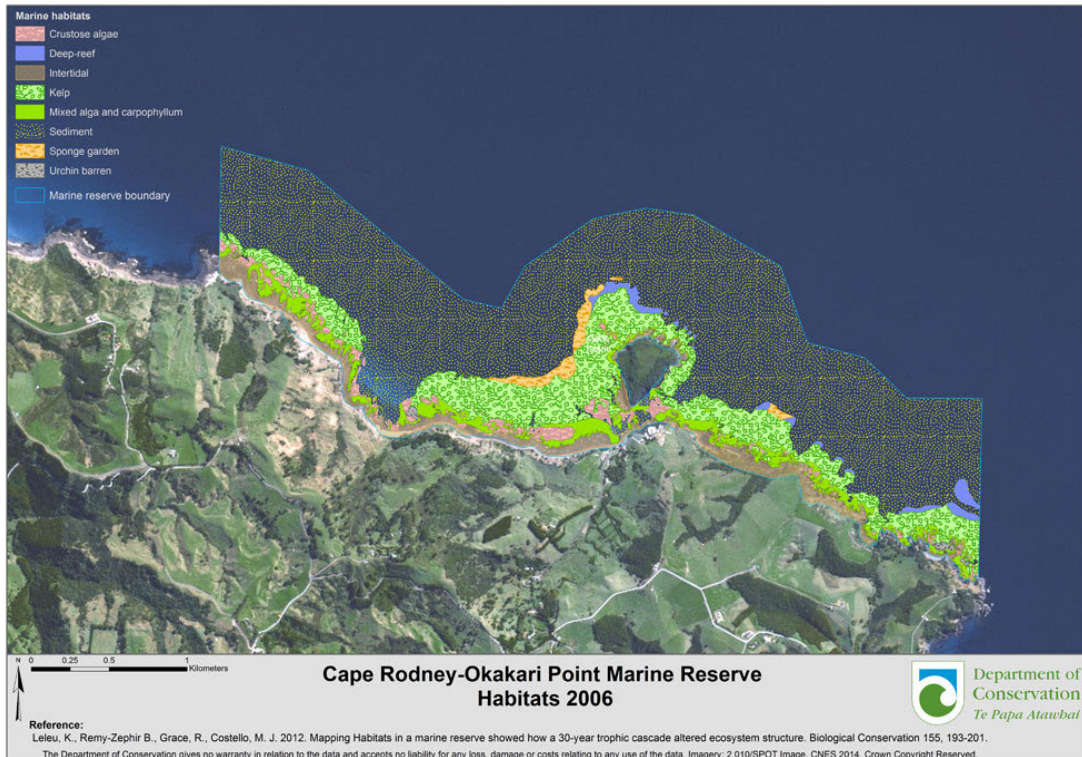 Marine habitats
Crustose algae
Deep-reef
Intertidal
Kelp
Mixed alga and carpophyllum
Sediment
Sponge garden
Urchin barren
Marine reserve boundary
N
0 0.25 0.5 1
Kilometers
Cape Rodney-Okakari Point Marine Reserve
Habitats 2006
Department of
Conservation
Te Papa Atawhai
Reference:
Leleu, K., Remy-Zephir B., Grace, R., Costello, M. J. 2012. Mapping Habitats in a marine reserve showed how a 30-year trophic cascade altered ecosystem structure. Biological Conservation 155, 193-201.
The Department of Conservation gives no warranty in relation to the data and accepts no liability for any loss, damage or costs relating to any use of the data. Imagery: 2 010/SPOT Image, CNES 2014, Crown Copyright Reserved.